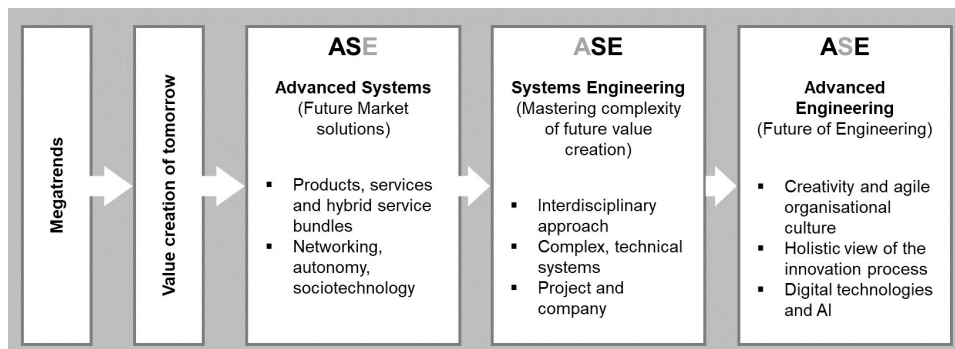 Megatrends
Value creation of tomorrow
ASE
Advanced Systems
(Future Market
solutions)
▪ Products, services
and hybrid service
bundles
▪ Networking,
autonomy,
sociotechnology
ASE
Systems Engineering
(Mastering complexity
of future value
creation)
▪ Interdisciplinary
approach
▪ Complex, technical
systems
▪ Project and
company
ASE
Advanced
Engineering
(Future of Engineering)
▪ Creativity and agile
organisational
culture
▪ Holistic view of the
innovation process
▪ Digital technologies
and AI